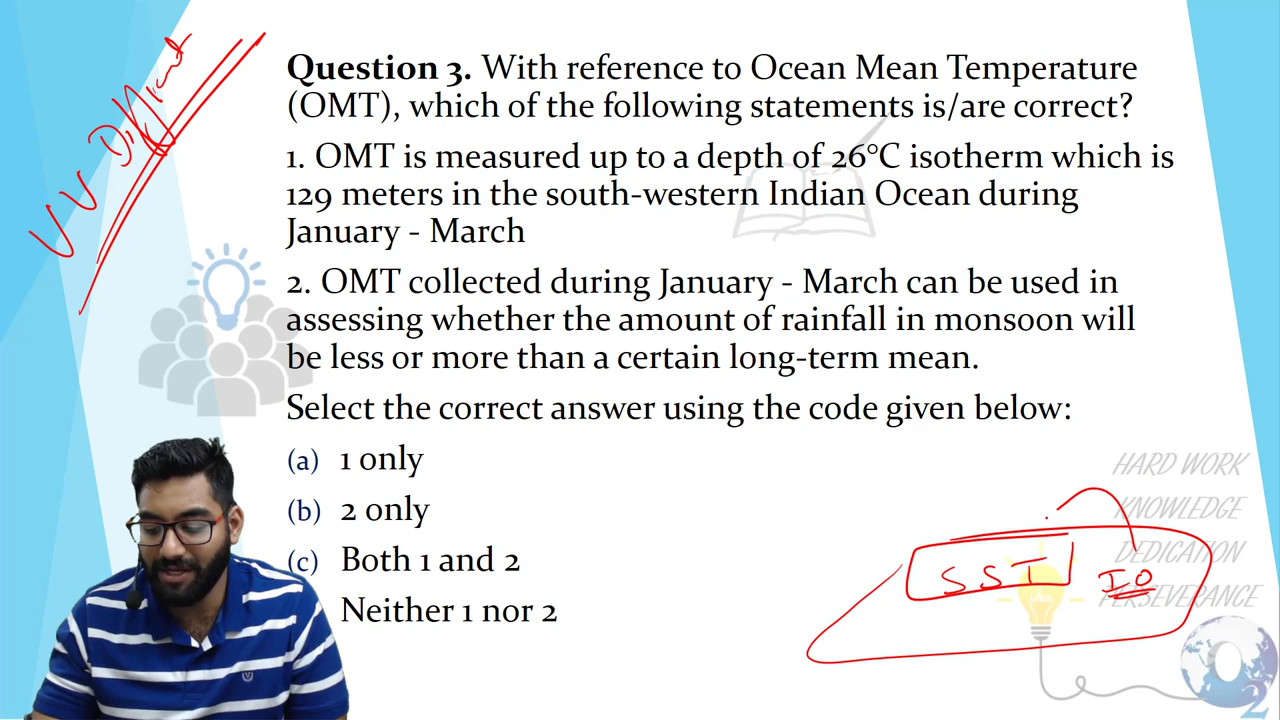 V V Difficult
Question 3. With reference to Ocean Mean Temperature
(OMT), which of the following statements is/are correct?
1. OMT is measured up to a depth of 26°C isotherm which is
129 meters in the south-western Indian Ocean during
January - March
2. OMT collected during January - March can be used in
assessing whether the amount of rainfall in monsoon will
be less or more than a certain long-term mean.
Select the correct answer using the code given below:
(a) 1 only
(b) 2 only
(c) Both 1 and 2
Neither 1 nor 2
HARD WORK
KNOWLEDGE
DEDICATION
PERSEVERANCE
SST IO
O2